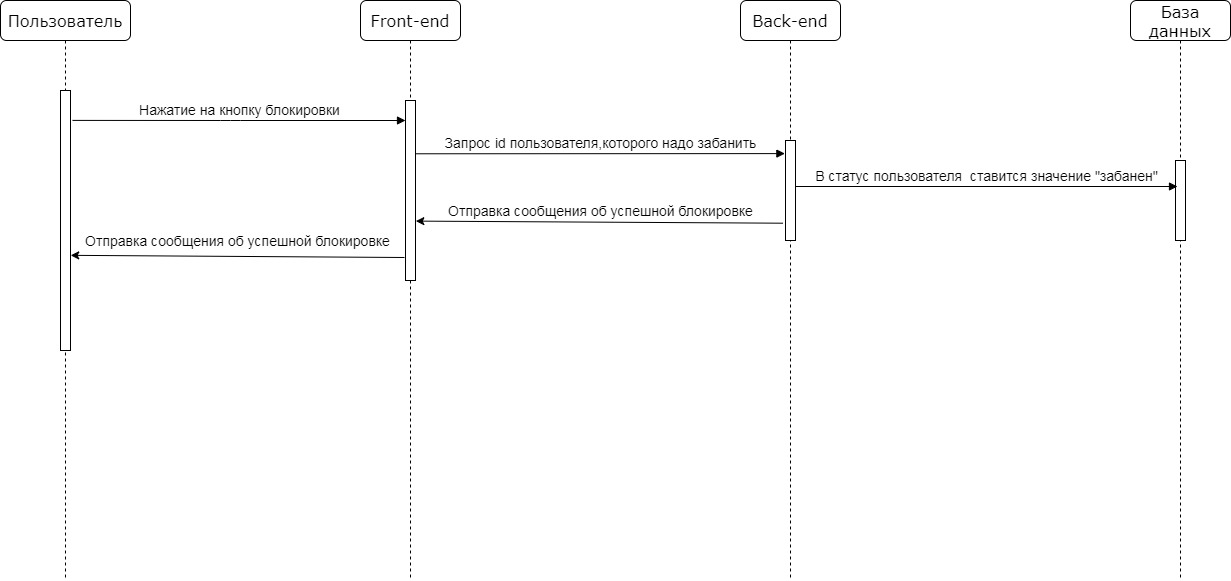 Пользователь
Front-end
Back-end
База
данных
Нажатие на кнопку блокировки
Запрос id пользователя,которого надо забанить
В статус пользователя  ставится значение "забанен"
Отправка сообщения об успешной блокировке
Отправка сообщения об успешной блокировке